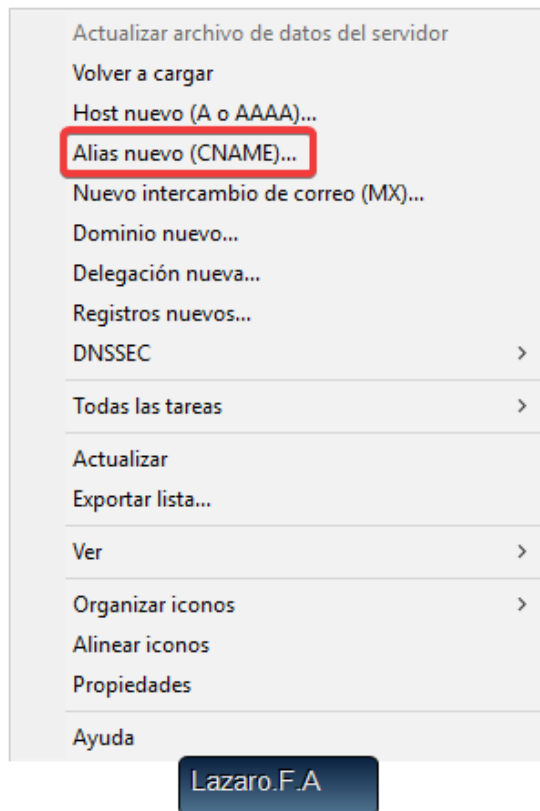 Actualizar archivo de datos del servidor
Volver a cargar
Host nuevo (A o AAAA)...
Alias nuevo (CNAME)...
Nuevo intercambio de correo (MX)...
Dominio nuevo...
Delegación nueva...
Registros nuevos...
DNSSEC
Todas las tareas
Actualizar
Exportar lista...
Ver
Organizar iconos
Alinear iconos
Propiedades
Ayuda
Lazaro.F.A